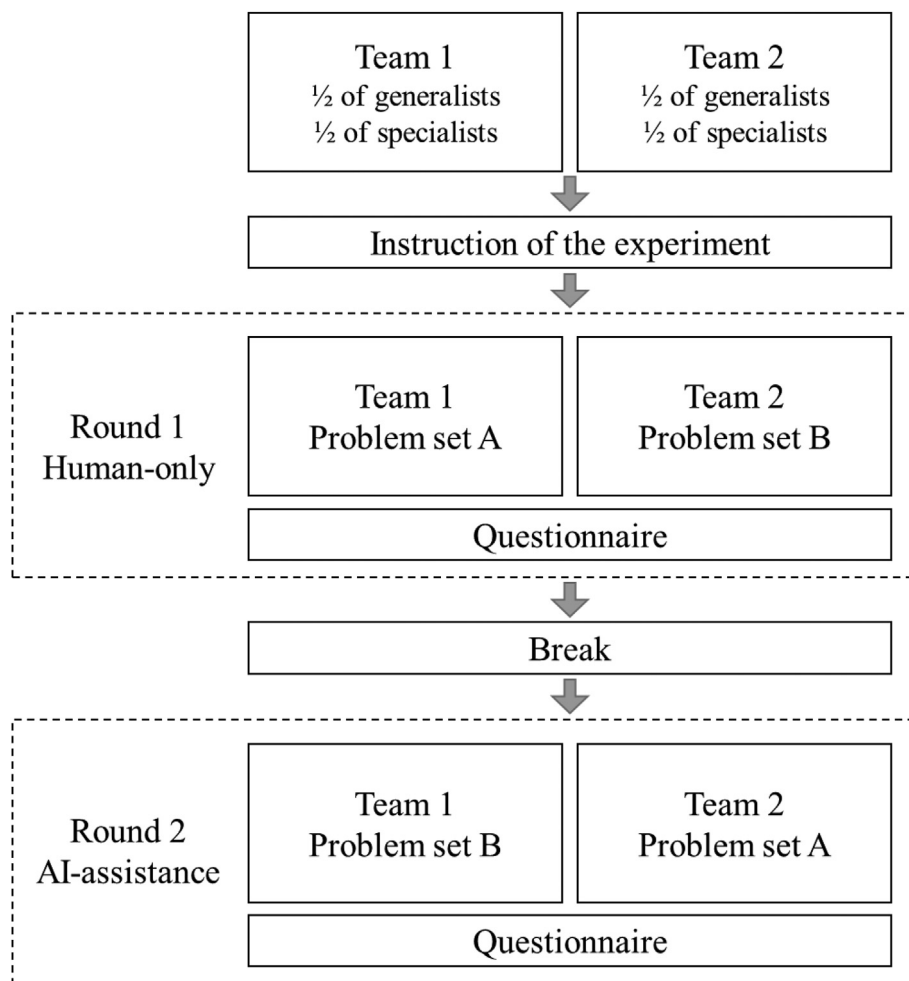 Team 1
½ of generalists
½ of specialists
Team 2
½ of generalists
½ of specialists
Instruction of the experiment
Round 1
Human-only
Team 1
Problem set A
Team 2
Problem set B
Questionnaire
Break
Round 2
AI-assistance
Team 1
Problem set B
Team 2
Problem set A
Questionnaire